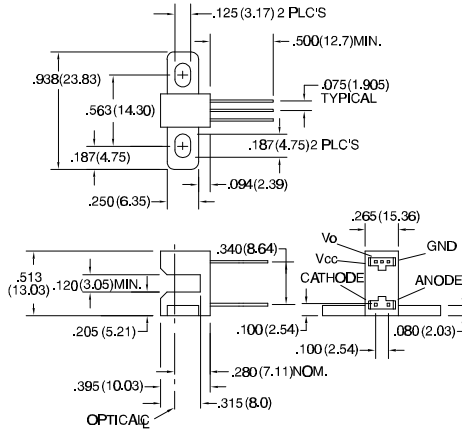 .125(3.17) 2 PLC'S
.500(12.7)MIN.
.938(23.83)
.075(1.905)
TYPICAL
.563(14.30)
.187(4.75)
.187(4.75)2 PLC'S
.094(2.39)
.250(6.35)
.265(15.36)
.340(8.64)
Vo
GND
Vcc
.513
(13.03)
.120(3.05)MIN.
CATHODE
ANODE
.205(5.21)
.100(2.54)
.080(2.03)
.100(2.54)
.280(7.11)NOM.
.395(10.03)
.315(8.0)
OPTICAL℄